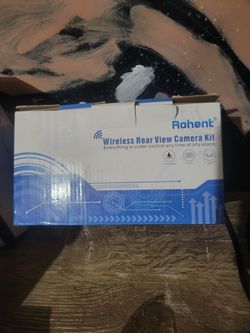 Rohent
Wireless Rear View Camera Kit
Everything is under control any time at any place